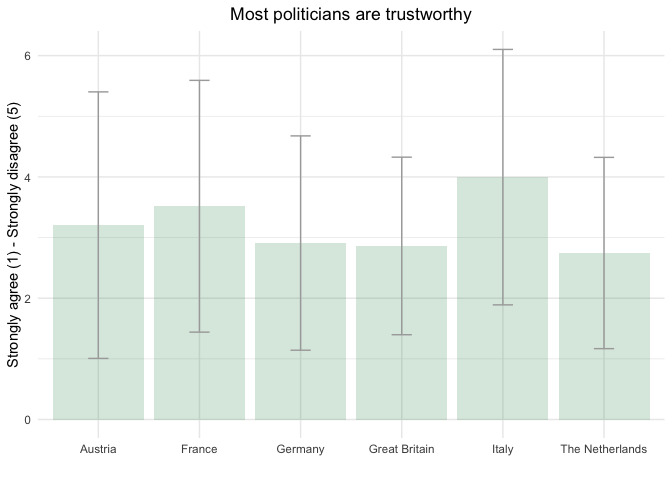 Most politicians are trustworthy
Strongly agree (1) - Strongly disagree (5)
6
4
2
0
Austria
France
Germany
Great Britain
Italy
The Netherlands